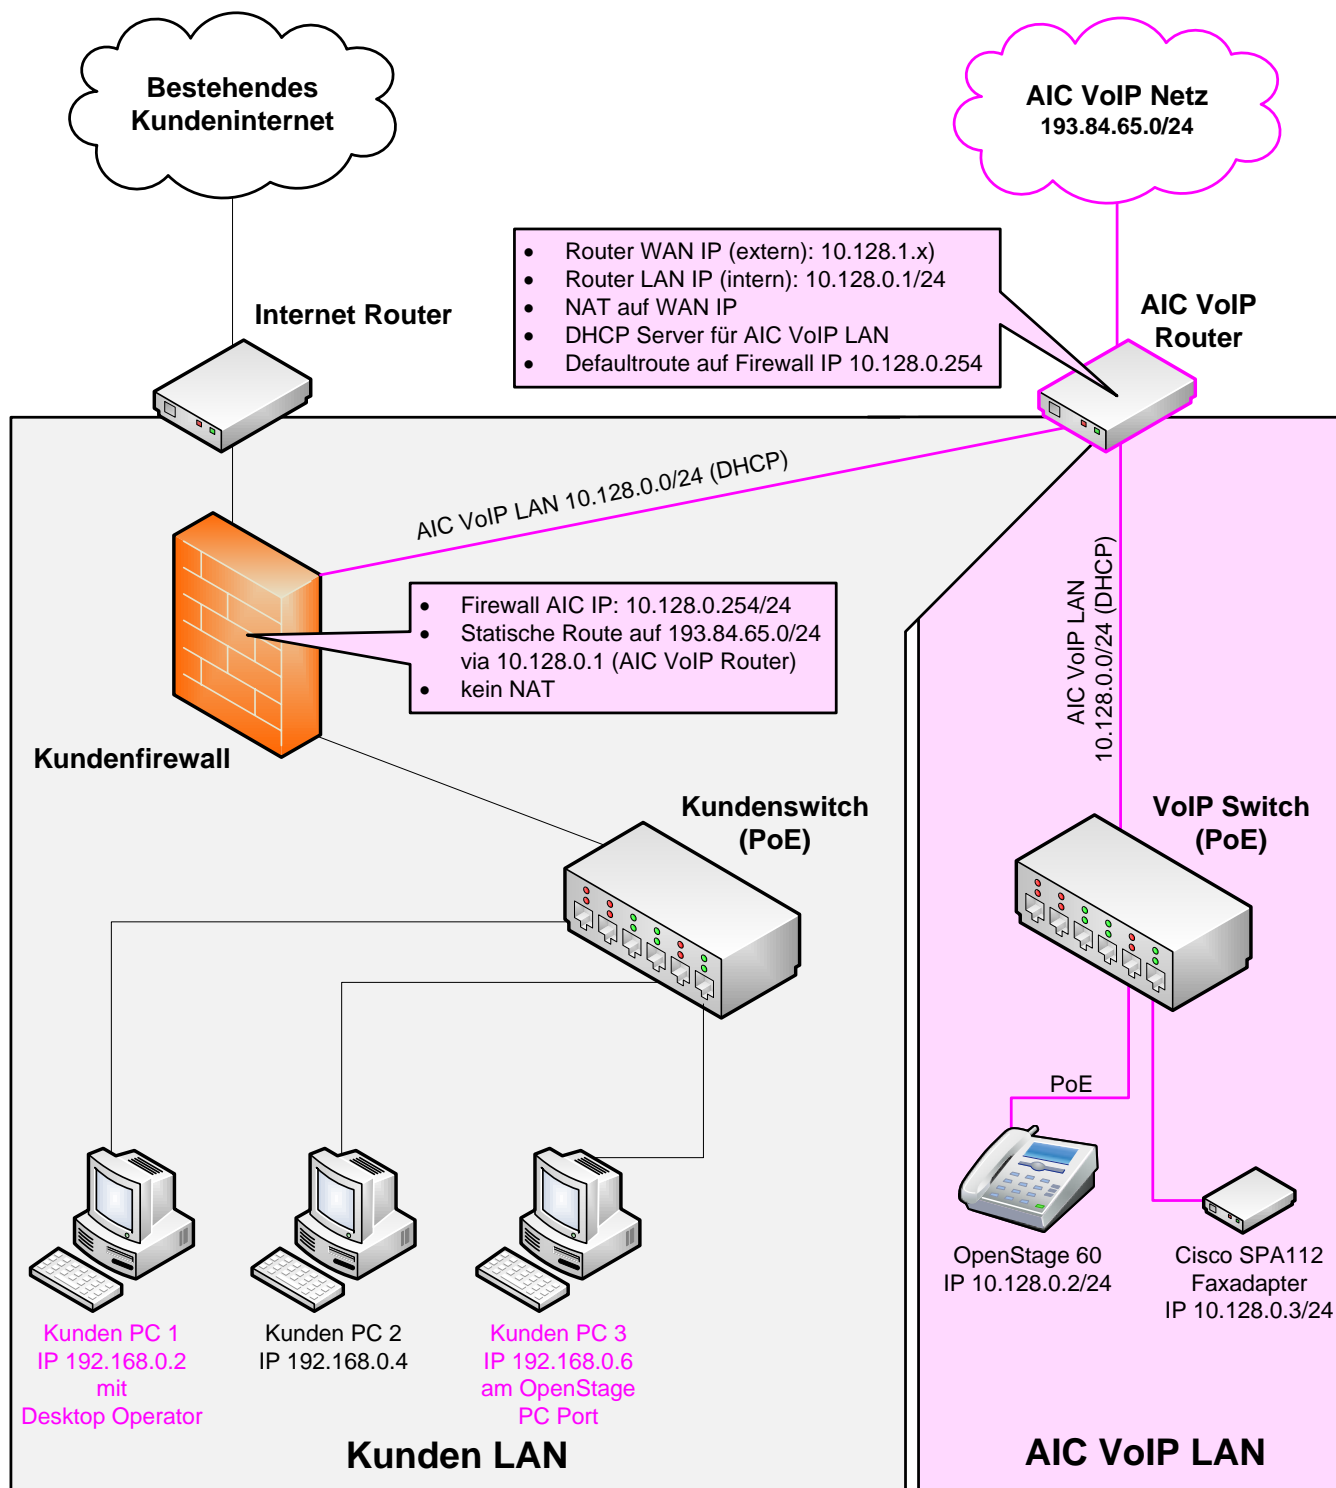 Bestehendes
Kundeninternet
AIC VoIP Netz
193.84.65.0/24
• Router WAN IP (extern): 10.128.1.x)
• Router LAN IP (intern): 10.128.0.1/24
• NAT auf WAN IP
• DHCP Server für AIC VoIP LAN
• Defaultroute auf Firewall IP 10.128.0.254
Internet Router
AIC VoIP
Router
AIC VoIP LAN 10.128.0.0/24 (DHCP)
• Firewall AIC IP: 10.128.0.254/24
• Statische Route auf 193.84.65.0/24
via 10.128.0.1 (AIC VoIP Router)
• kein NAT
AIC VoIP LAN
10.128.0.0/24 (DHCP)
Kundenfirewall
Kundenswitch
(PoE)
VoIP Switch
(PoE)
PoE
OpenStage 60
IP 10.128.0.2/24
Cisco SPA112
Faxadapter
IP 10.128.0.3/24
Kunden PC 1
IP 192.168.0.2
mit
Desktop Operator
Kunden PC 2
IP 192.168.0.4
Kunden PC 3
IP 192.168.0.6
am OpenStage
PC Port
Kunden LAN
AIC VoIP LAN